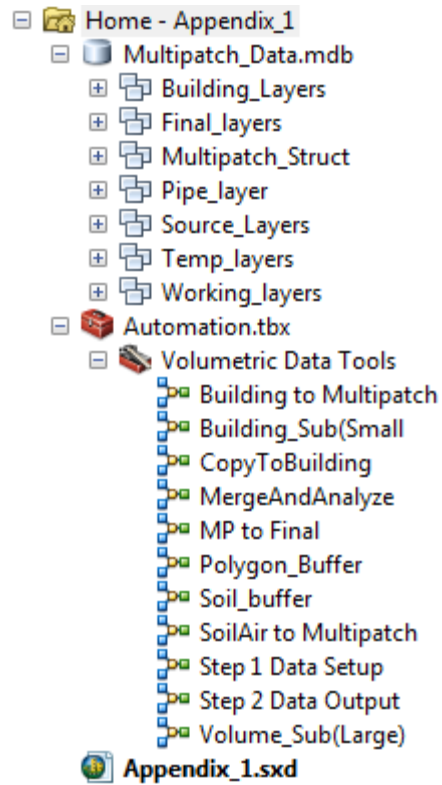 Home - Appendix_1
Multipatch_Data.mdb
Building_Layers
Final_layers
Multipatch_Struct
Pipe_layer
Source_Layers
Temp_layers
Working_layers
Automation.tbx
Volumetric Data Tools
Building to Multipatch
Building_Sub(Small
CopyToBuilding
MergeAndAnalyze
MP to Final
Polygon_Buffer
Soil_buffer
SoilAir to Multipatch
Step 1 Data Setup
Step 2 Data Output
Volume_Sub(Large)
Appendix_1.sxd